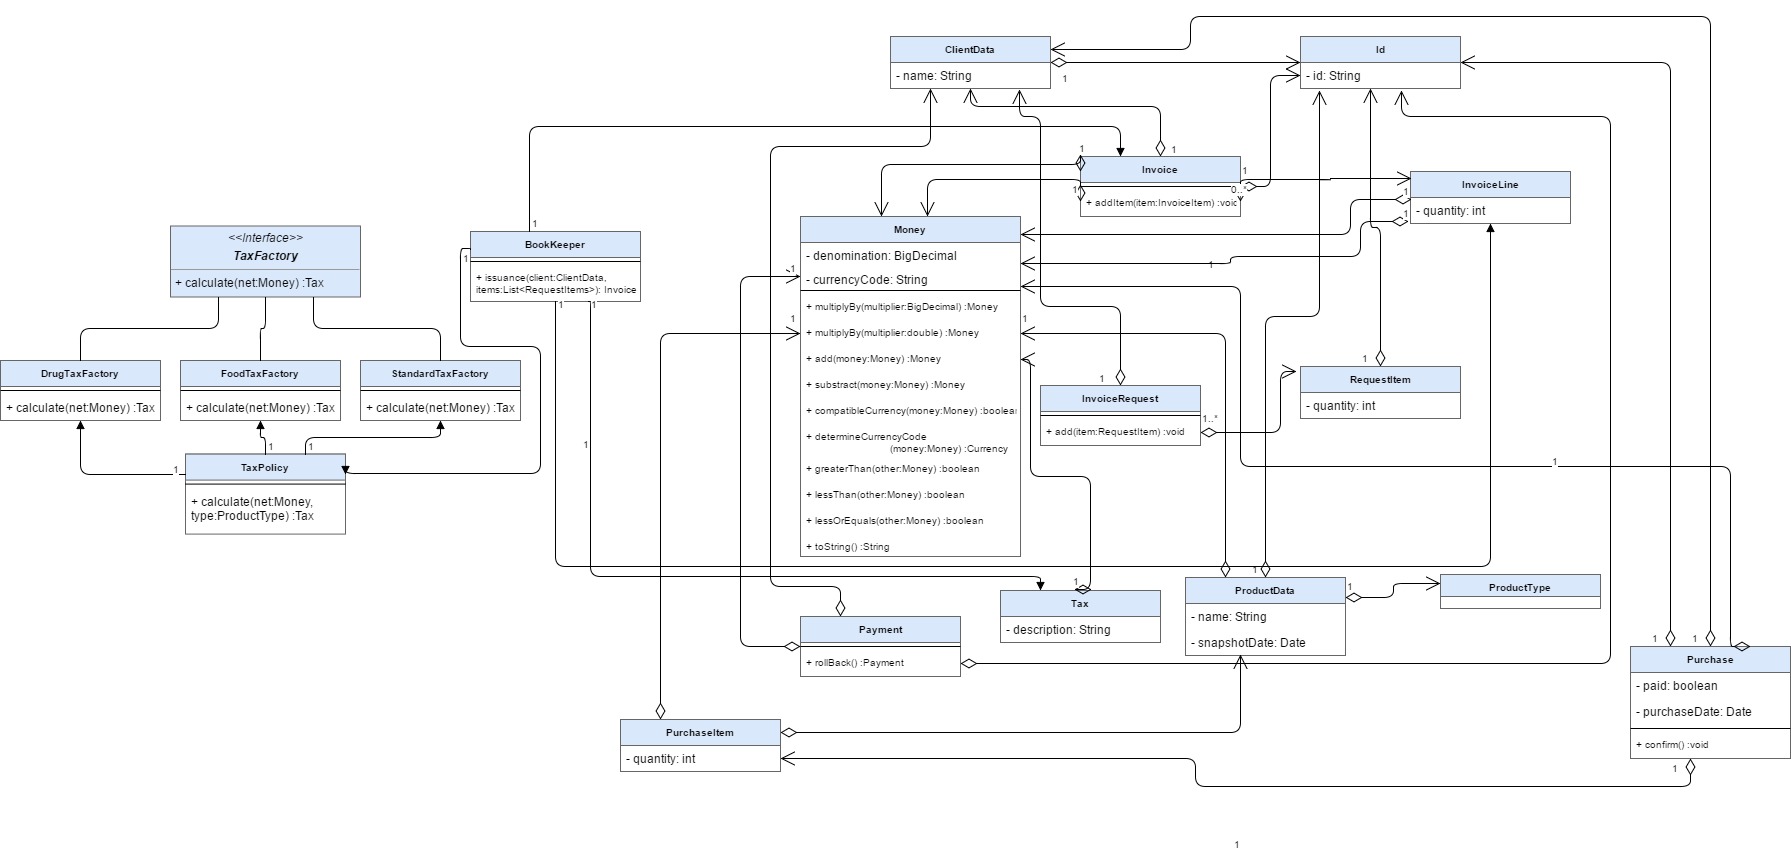 ClientData
- name: String
1
Id
- id: String
1
1
Invoice
+ addItem(item:InvoiceItem) :void
1
1
1
0..*
InvoiceLine
- quantity: int
1
1
1
<<Interface>>
TaxFactory
+ calculate(net:Money) :Tax
1
BookKeeper
+ issuance(client:ClientData,
items:List<RequestItems>): Invoice
1
1
1
Money
- denomination: BigDecimal
- currencyCode: String
+ multiplyBy(multiplier:BigDecimal) :Money
+ multiplyBy(multiplier:double) :Money
+ add(money:Money) :Money
+ substract(money:Money) :Money
+ compatibleCurrency(money:Money) :boolean
+ determineCurrencyCode
(money:Money) :Currency
+ greaterThan(other:Money) :boolean
+ lessThan(other:Money) :boolean
+ lessOrEquals(other:Money) :boolean
+ toString() :String
1
1
1
DrugTaxFactory
+ calculate(net:Money) :Tax
FoodTaxFactory
+ calculate(net:Money) :Tax
StandardTaxFactory
+ calculate(net:Money) :Tax
1
1
1
TaxPolicy
+ calculate(net:Money,
type:ProductType) :Tax
1
1
InvoiceRequest
+ add(item:RequestItem) :void
1..*
1
RequestItem
- quantity: int
1
1
Tax
- description: String
1
ProductData
- name: String
- snapshotDate: Date
1
ProductType
Payment
+ rollBack() :Payment
1
1
Purchase
- paid: boolean
- purchaseDate: Date
+ confirm() :void
1
PurchaseItem
- quantity: int
1